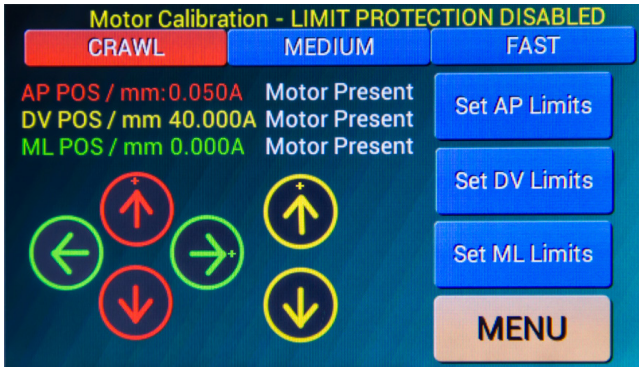 Motor Calibration - LIMIT PROTECTION DISABLED
CRAWL MEDIUM FAST
AP POS / mm:0.050A Motor Present
DV POS / mm 40.000A Motor Present
ML POS / mm 0.000A Motor Present
Set AP Limits
Set DV Limits
Set ML Limits
MENU